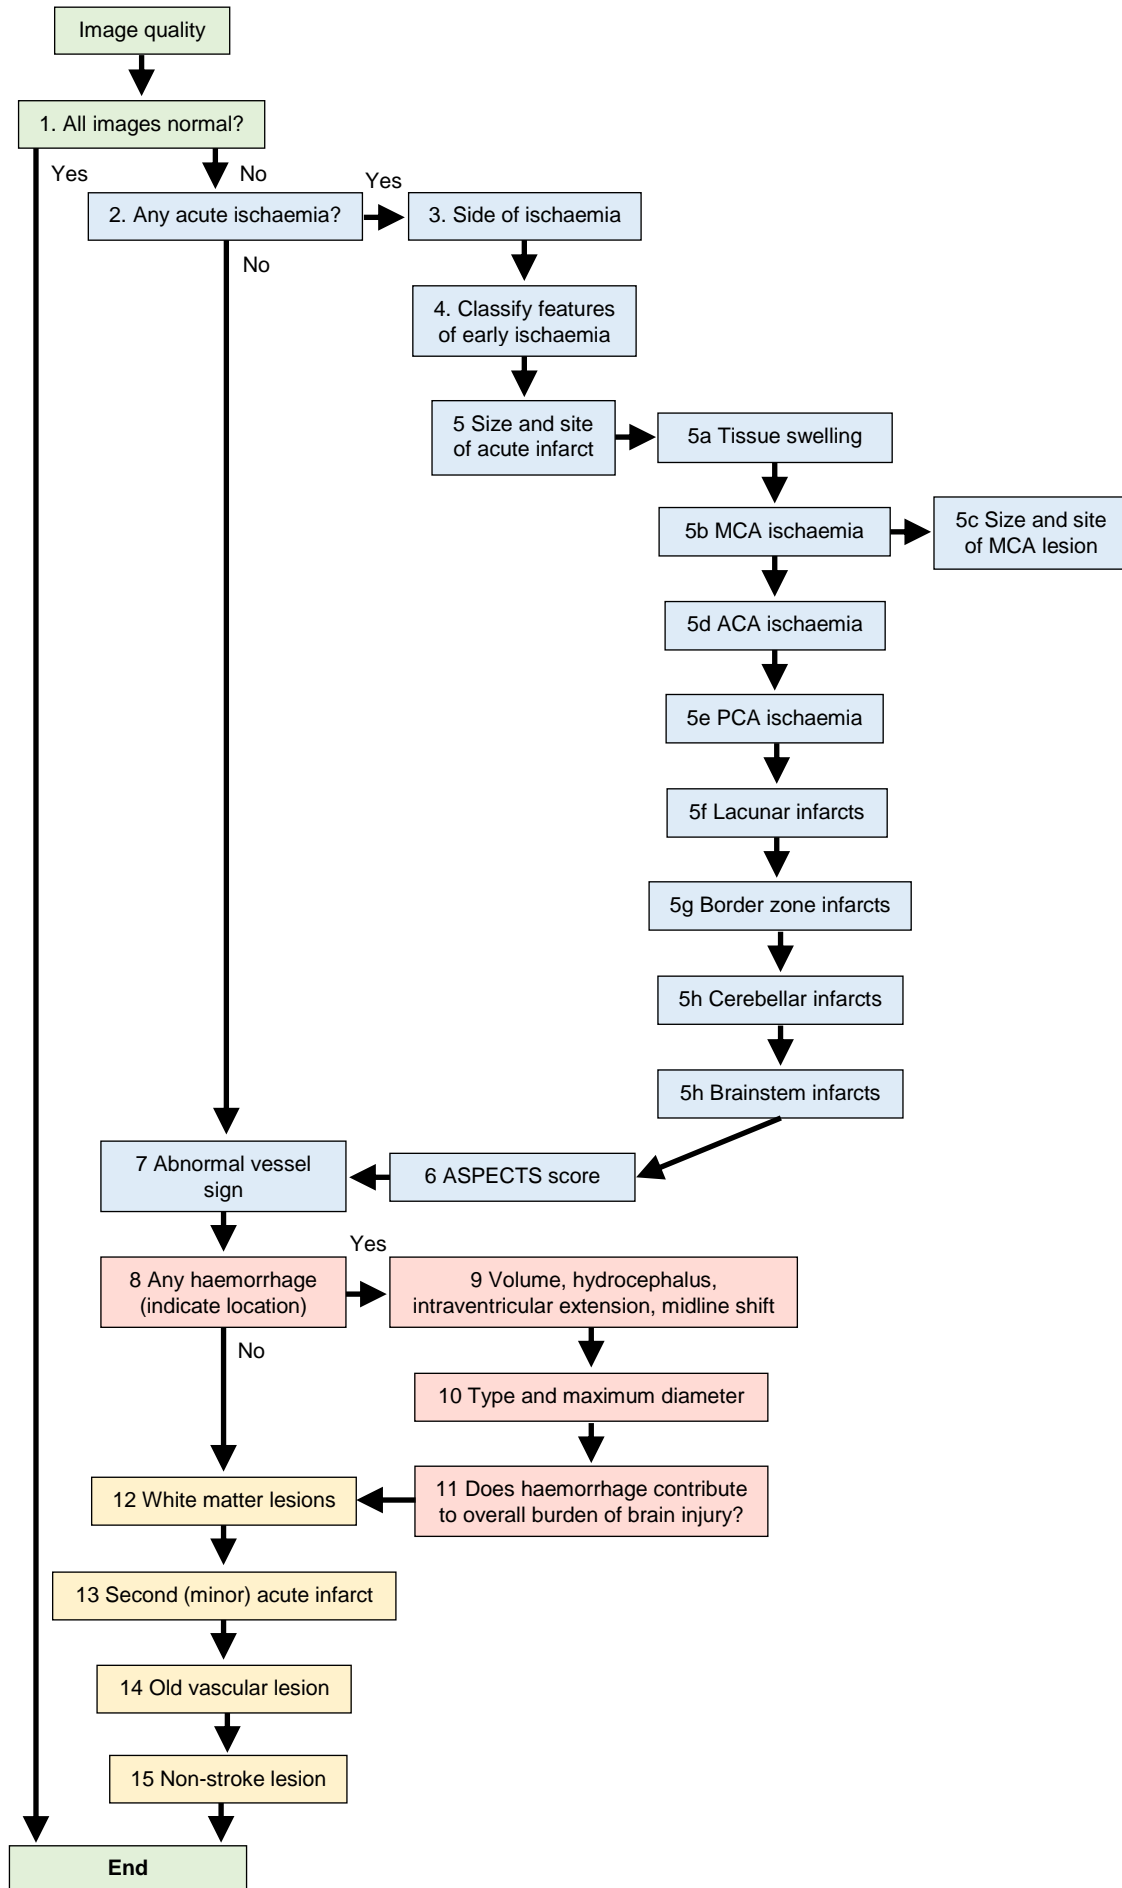 Image quality
1. All images normal?
Yes
No
2. Any acute ischaemia?
Yes
3. Side of ischaemia
No
4. Classify features
of early ischaemia
5 Size and site
of acute infarct
5a Tissue swelling
5b MCA ischaemia
5c Size and site
of MCA lesion
5d ACA ischaemia
5e PCA ischaemia
5f Lacunar infarcts
5g Border zone infarcts
5h Cerebellar infarcts
5h Brainstem infarcts
7 Abnormal vessel
sign
6 ASPECTS score
8 Any haemorrhage
(indicate location)
Yes
9 Volume, hydrocephalus,
intraventricular extension, midline shift
No
10 Type and maximum diameter
11 Does haemorrhage contribute
to overall burden of brain injury?
12 White matter lesions
13 Second (minor) acute infarct
14 Old vascular lesion
15 Non-stroke lesion
End